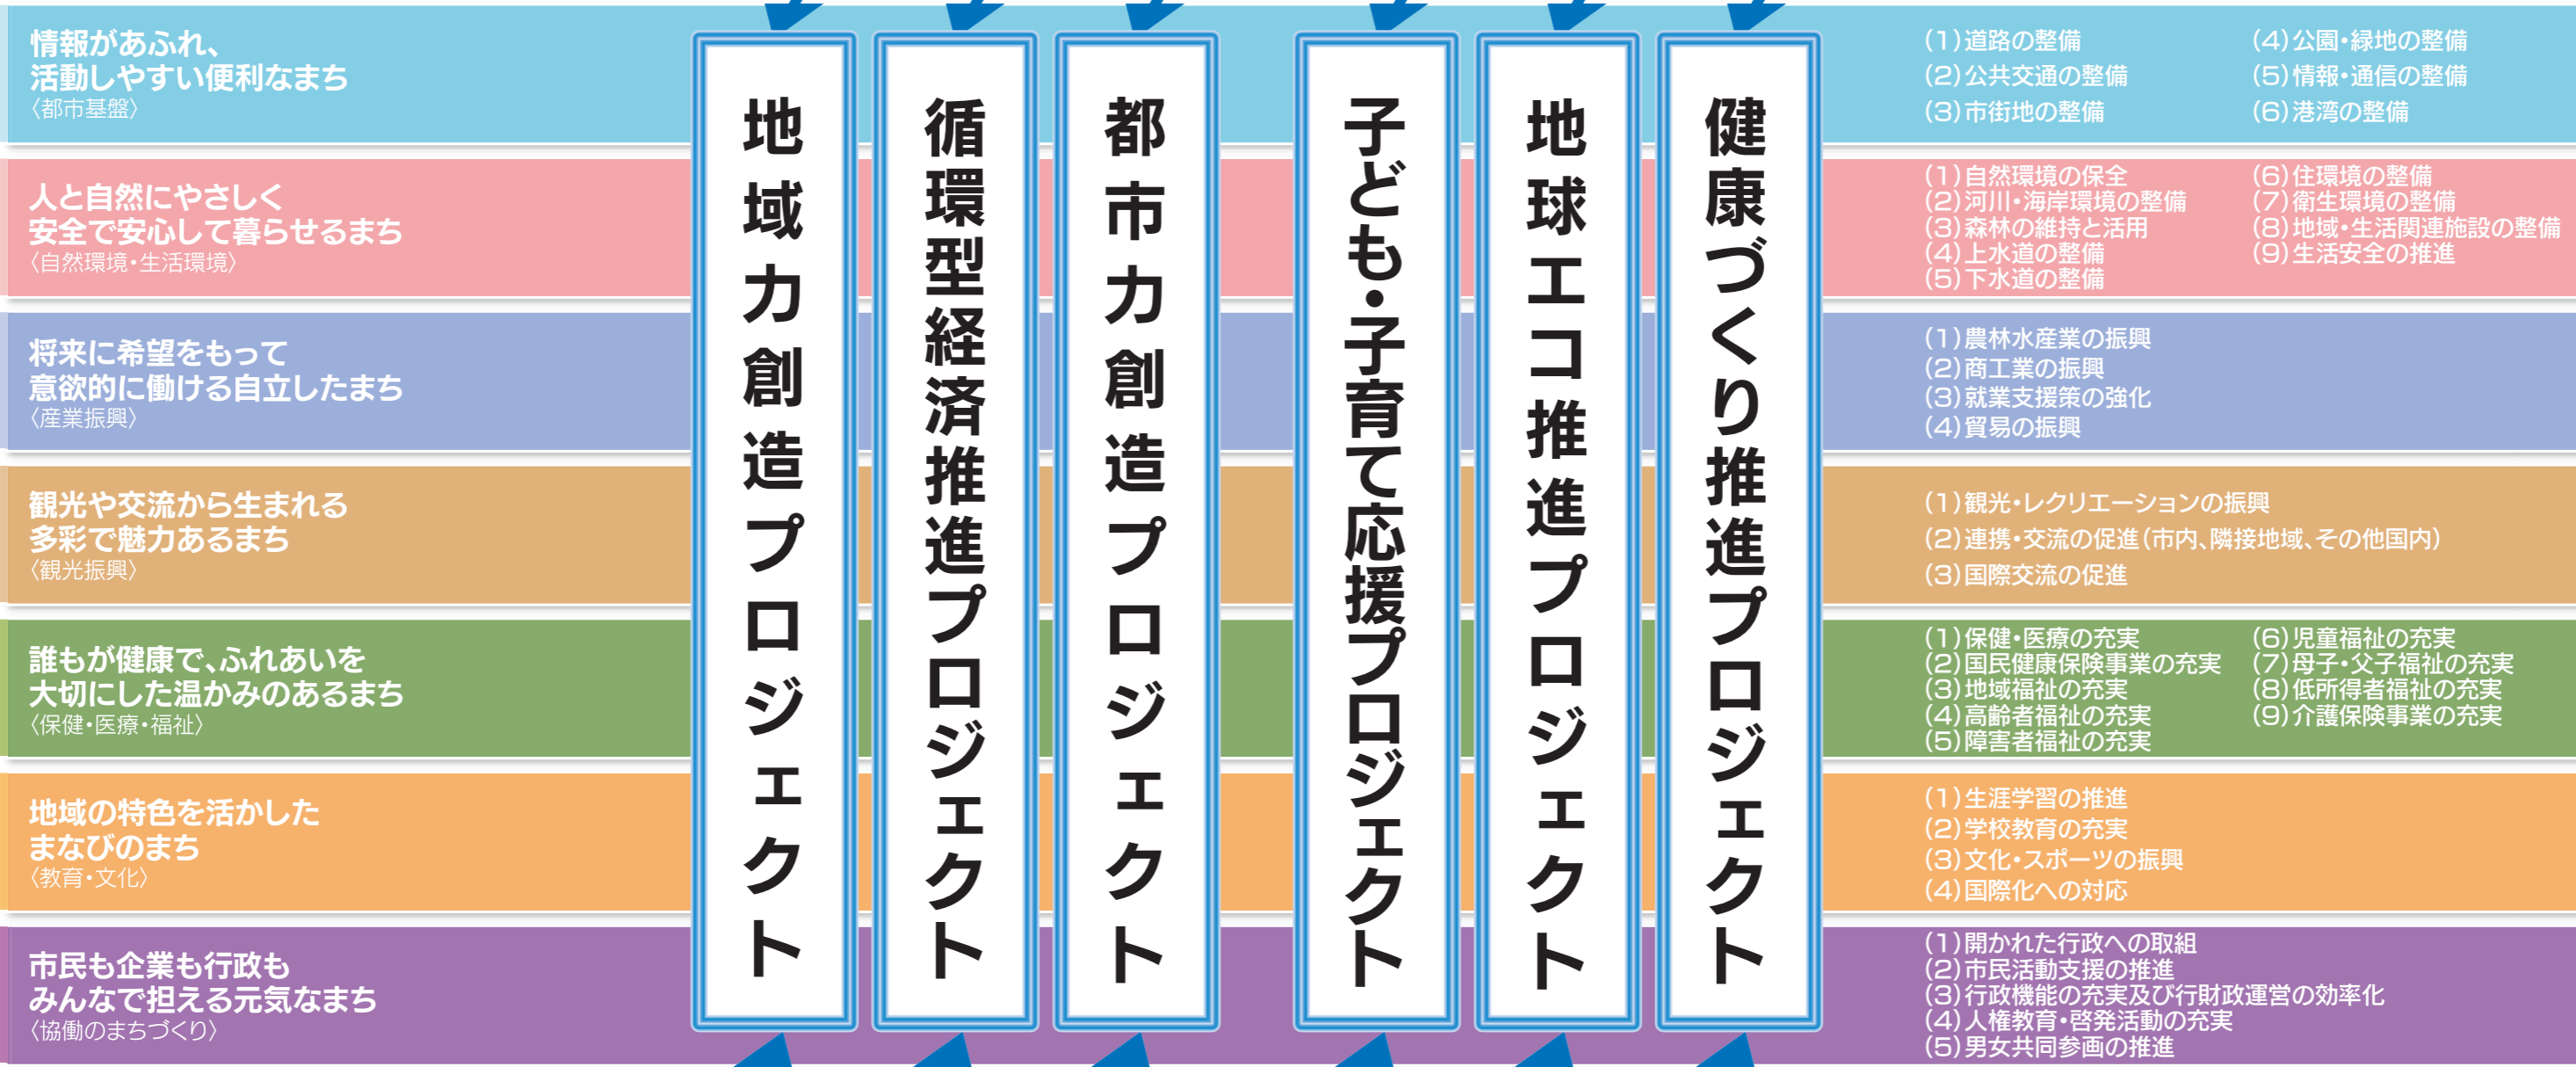 情報があふれ、
活動しやすい便利なまち
〈都市基盤〉
人と自然にやさしく
安全で安心して暮らせるまち
〈自然環境・生活環境〉
将来に希望をもって
意欲的に働ける自立したまち
〈産業振興〉
観光や交流から生まれる
多彩で魅力あるまち
〈観光振興〉
誰もが健康で、ふれあいを
大切にした温かみのあるまち
〈保健・医療・福祉〉
地域の特色を活かした
まなびのまち
〈教育・文化〉
市民も企業も行政も
みんなで担える元気なまち
〈協働のまちづくり〉
地域力創造プロジェクト
循環型経済推進プロジェクト
都市力創造プロジェクト
子ども・子育て応援プロジェクト
地球エコ推進プロジェクト
健康づくり推進プロジェクト
(1)道路の整備
(2)公共交通の整備
(3)市街地の整備
(4)公園・緑地の整備
(5)情報・通信の整備
(6)港湾の整備
(1)自然環境の保全
(2)河川・海岸環境の整備
(3)森林の維持と活用
(4)上水道の整備
(5)下水道の整備
(6)住環境の整備
(7)衛生環境の整備
(8)地域・生活関連施設の整備
(9)生活安全の推進
(1)農林水産業の振興
(2)商工業の振興
(3)就業支援策の強化
(4)貿易の振興
(1)観光・レクリエーションの振興
(2)連携・交流の促進(市内、隣接地域、その他国内)
(3)国際交流の促進
(1)保健・医療の充実
(2)国民健康保険事業の充実
(3)地域福祉の充実
(4)高齢者福祉の充実
(5)障害者福祉の充実
(6)児童福祉の充実
(7)母子・父子福祉の充実
(8)低所得者福祉の充実
(9)介護保険事業の充実
(1)生涯学習の推進
(2)学校教育の充実
(3)文化・スポーツの振興
(4)国際化への対応
(1)開かれた行政への取組
(2)市民活動支援の推進
(3)行政機能の充実及び行財政運営の効率化
(4)人権教育・啓発活動の充実
(5)男女共同参画の推進